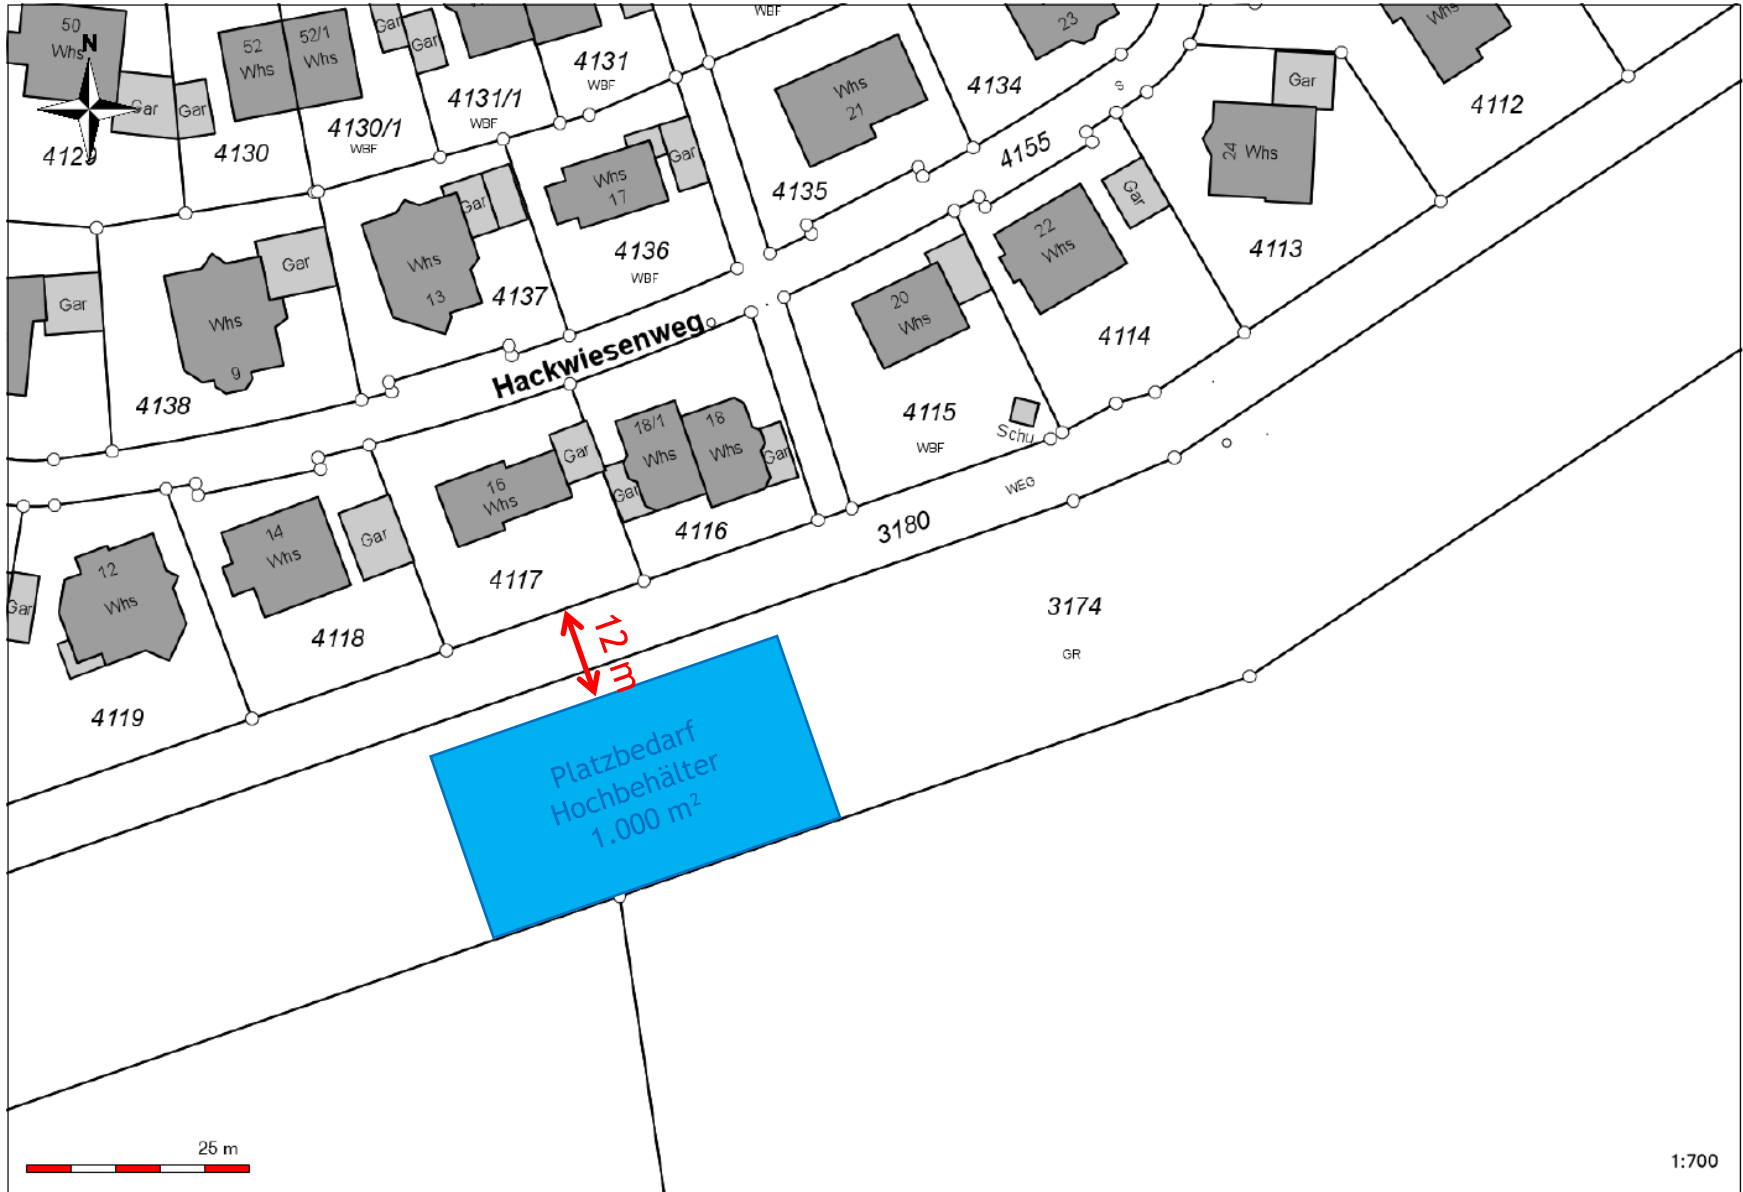 50
Whs
N
Gar
Gar
4129
52
Whs
52/1
Whs
4130
Gar
Gar
4130/1
WBF
4131/1
WBF
4131
WBF
WBF
Whs
21
4135
23
4134
S
4155
Whs
4112
Gar
24
Whs
4113
Gar
22
Whs
4114
20
Whs
4115
WBF
Schu
Whs
17
Gar
4136
WBF
Gar
Whs
13
4137
Gar
Whs
9
4138
Gar
Hackwiesenweg
18/1
Whs
18
Whs
Gar
Gar
4116
Gar
16
Whs
4117
14
Whs
Gar
4118
12
Whs
Gar
4119
WEG
3180
3174
GR
12 m
Platzbedarf
Hochbehälter
1.000 m²
25 m
1:700